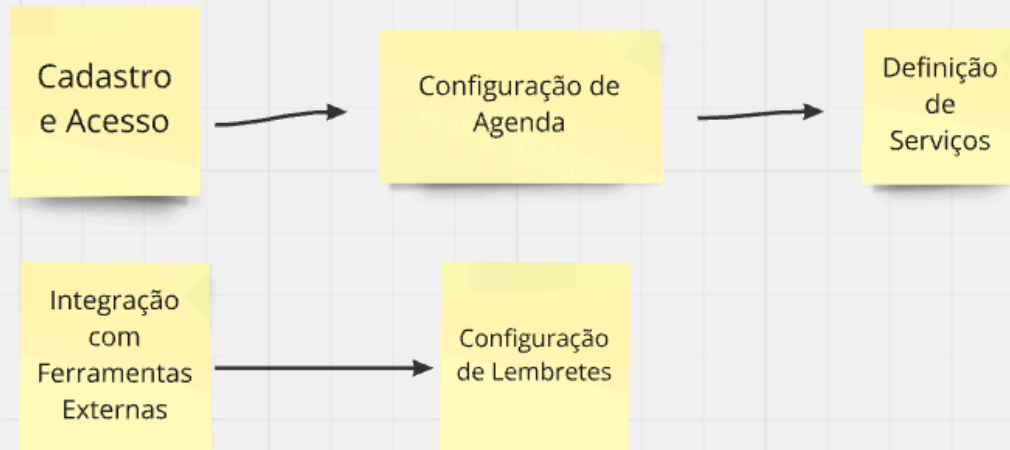 Cadastro
e Acesso
Configuração de
Agenda
Definição
de
Serviços
Integração
com
Ferramentas
Externas
Configuração
de Lembretes